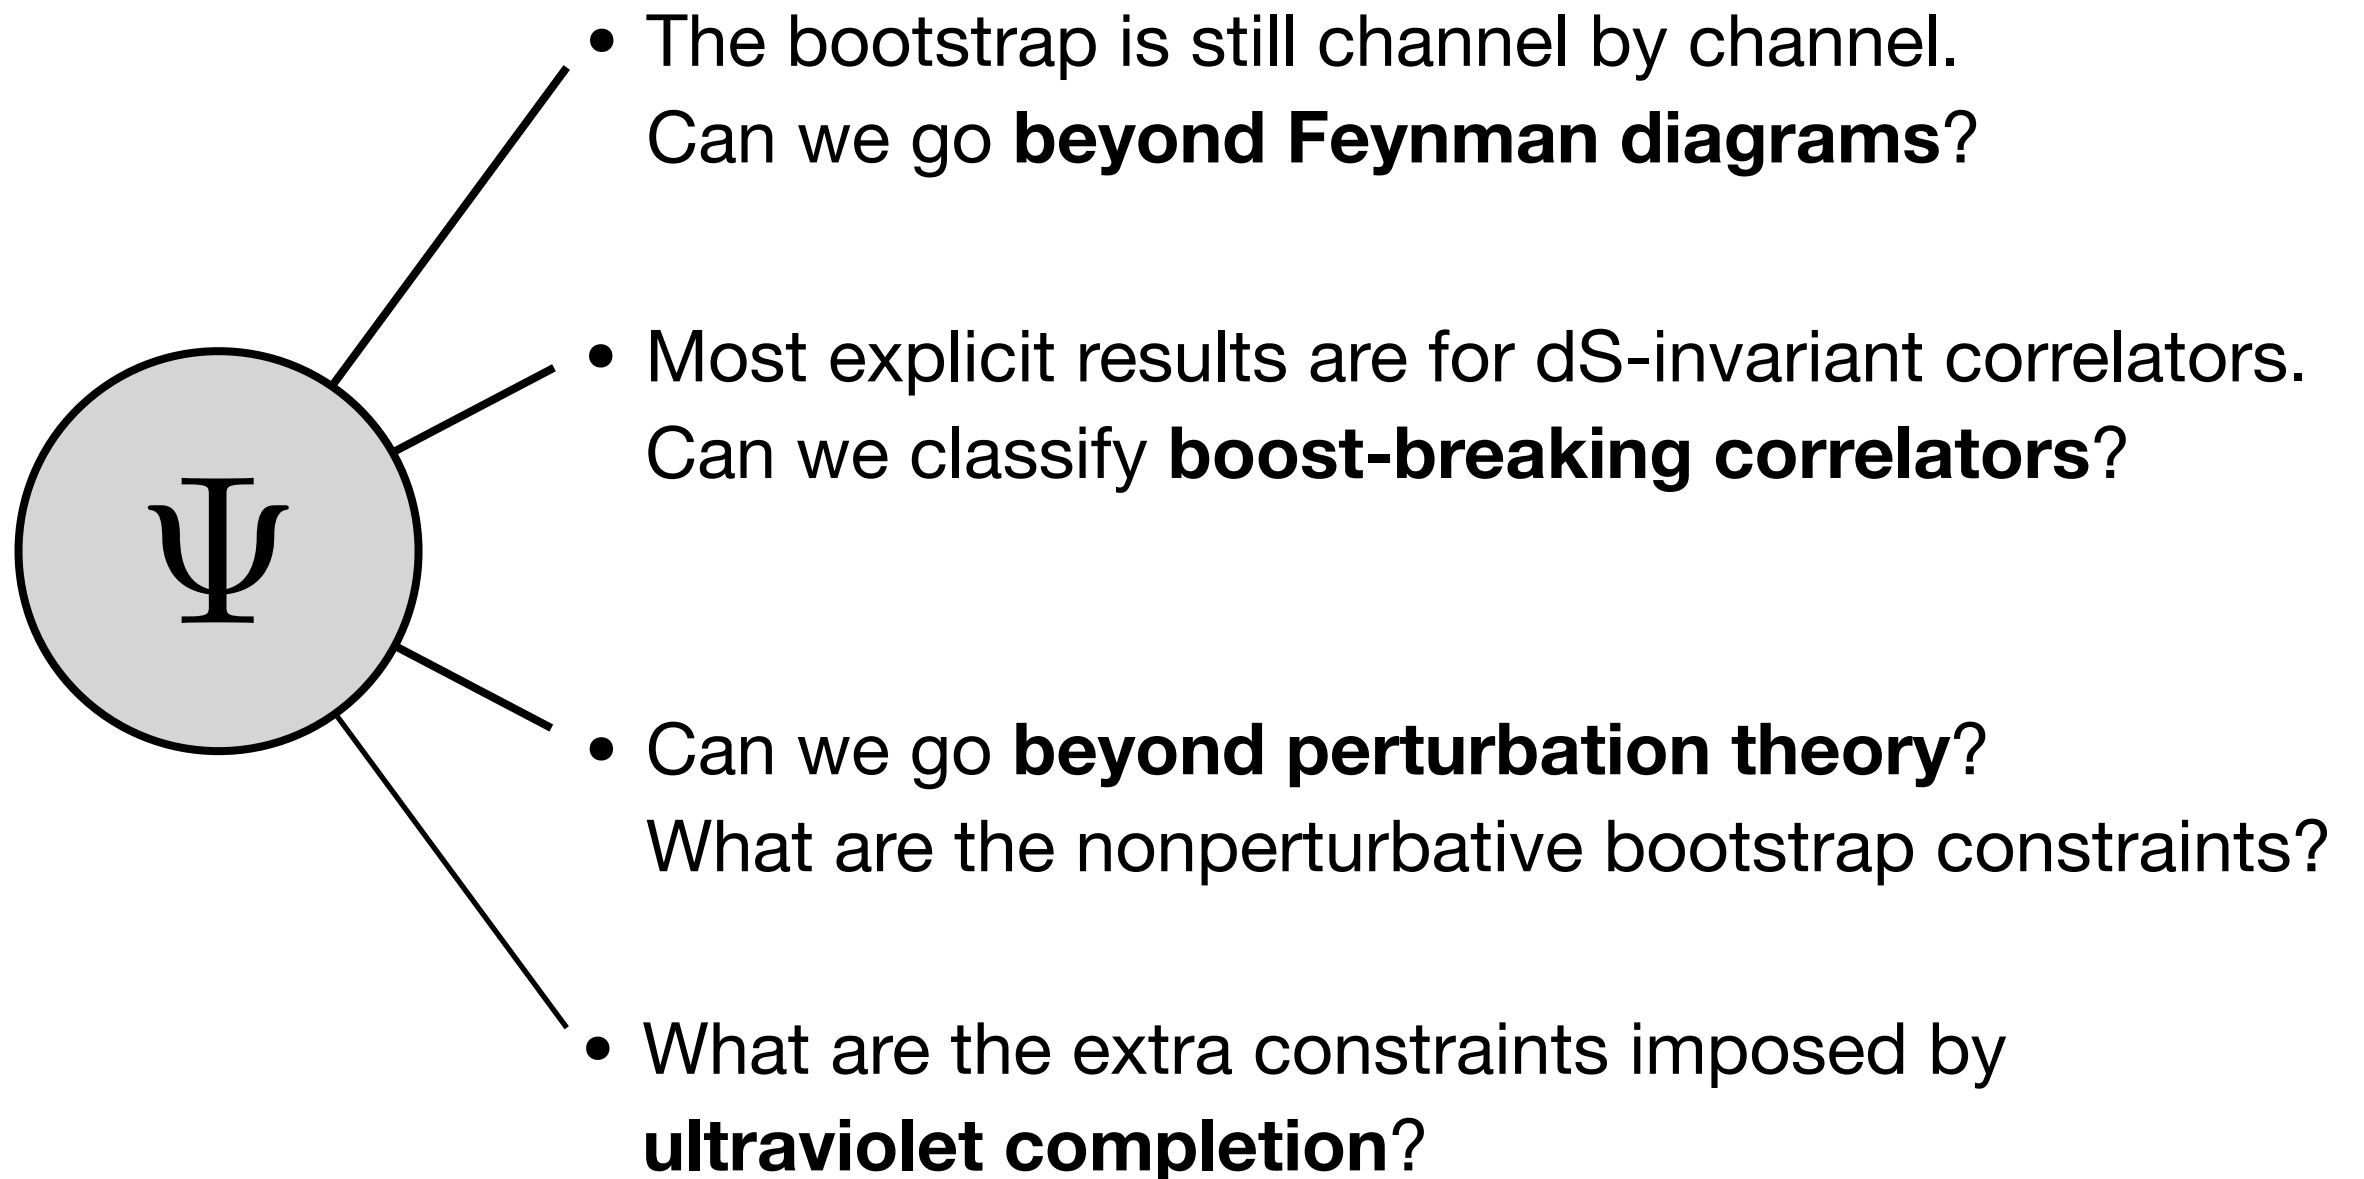 Ψ
• The bootstrap is still channel by channel.
Can we go beyond Feynman diagrams?
• Most explicit results are for dS-invariant correlators.
Can we classify boost-breaking correlators?
• Can we go beyond perturbation theory?
What are the nonperturbative bootstrap constraints?
• What are the extra constraints imposed by
ultraviolet completion?